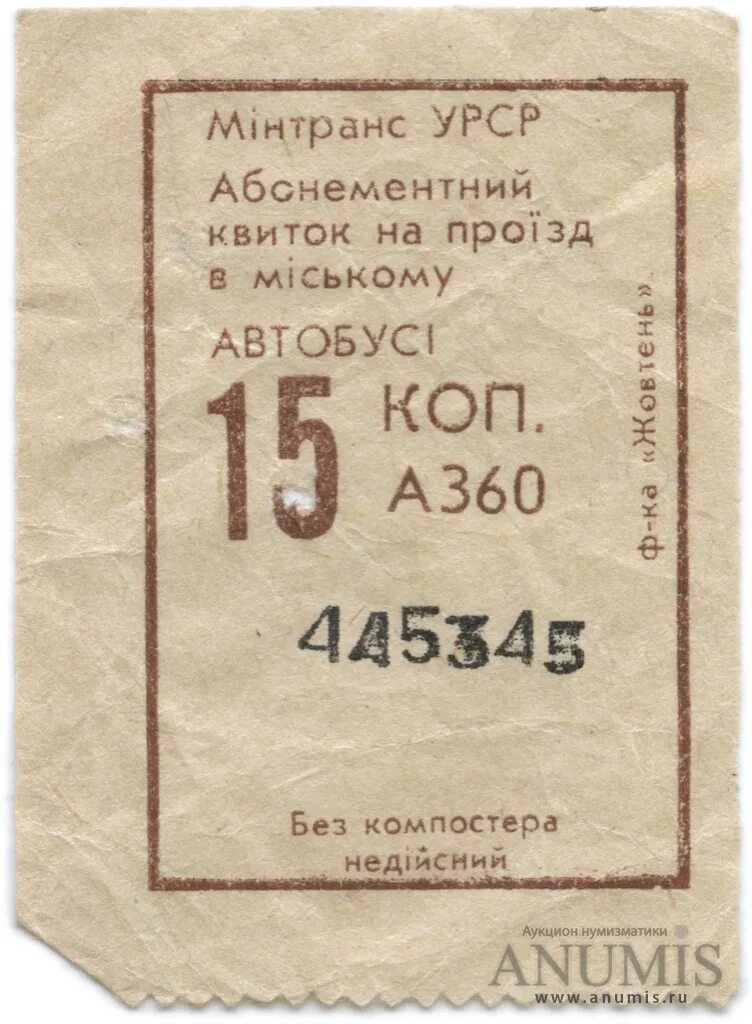 Мінтранс УРСР
Абонементний
квиток на проїзд
в міському
АВТОБУСІ
15 КОП.
А360
ф-ка «Жовтень»
445345
Без компостера
недійсний
Аукцион нумизматики
ANUMIS
www.anumis.ru